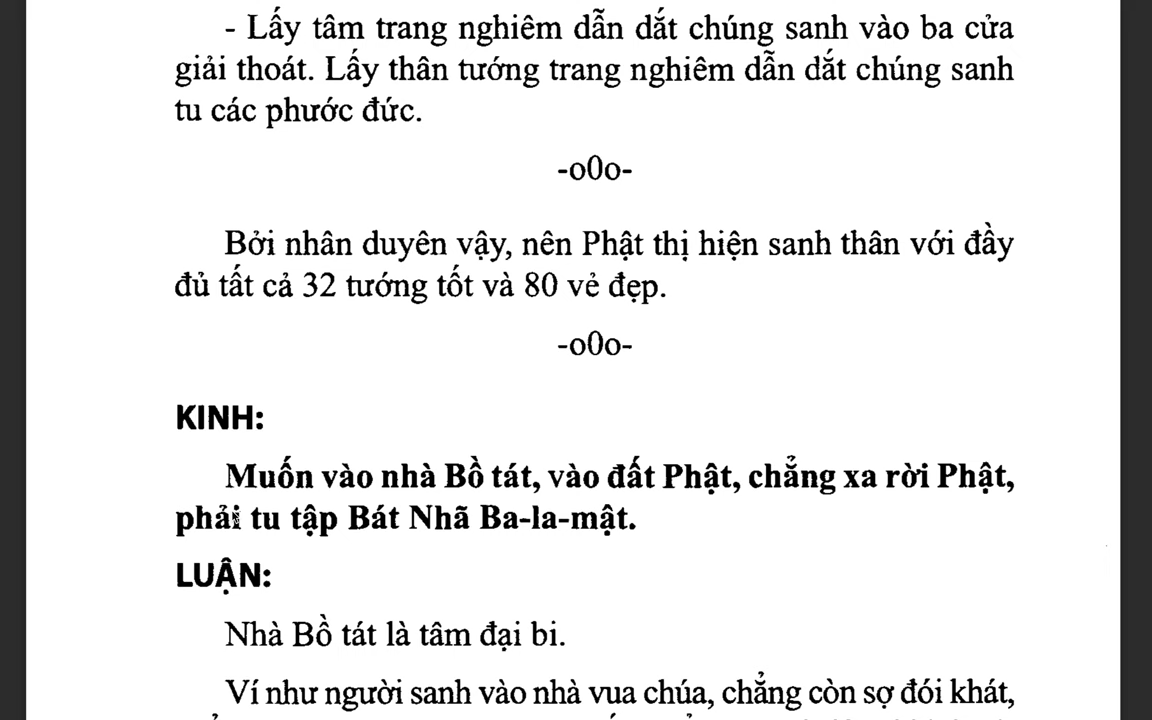 - Lấy tâm trang nghiêm dẫn dắt chúng sanh vào ba cửa
giải thoát. Lấy thân tướng trang nghiêm dẫn dắt chúng sanh
tu các phước đức.
-o0o-
Bởi nhân duyên vậy, nên Phật thị hiện sanh thân với đầy
đủ tất cả 32 tướng tốt và 80 vẻ đẹp.
-o0o-
KINH:
Muốn vào nhà Bồ tát, vào đất Phật, chẳng xa rời Phật,
phải tu tập Bát Nhã Ba-la-mật.
LUẬN:
Nhà Bồ tát là tâm đại bi.
Ví như người sanh vào nhà vua chúa, chẳng còn sợ đói khát,